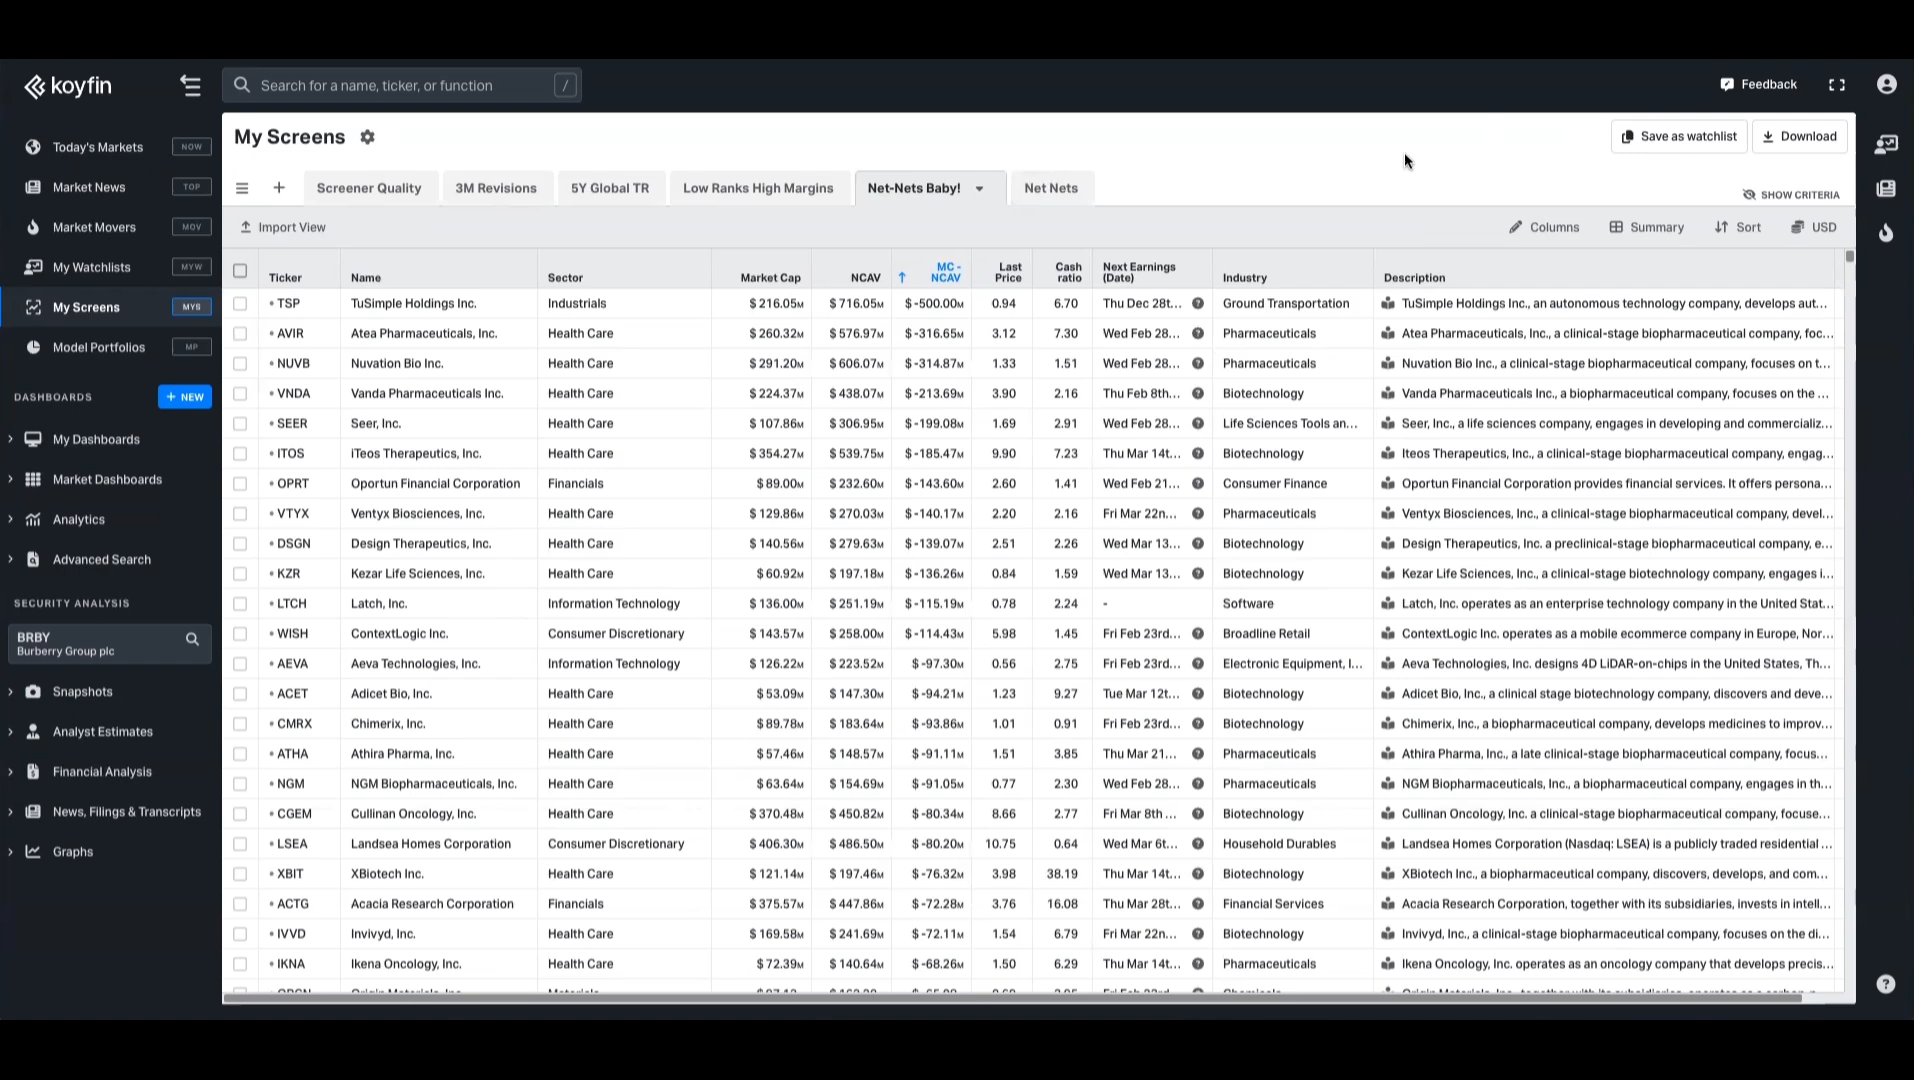 koyfin
Search for a name, ticker, or function /
Feedback
Today's Markets NOW
Market News TOP
Market Movers MOV
My Watchlists MYW
My Screens MYS
Model Portfolios MP
DASHBOARDS + NEW
My Dashboards
Market Dashboards
Analytics
Advanced Search
SECURITY ANALYSIS
BRBY
Burberry Group plc
Snapshots
Analyst Estimates
Financial Analysis
News, Filings & Transcripts
Graphs
My Screens
Save as watchlist Download
Screener Quality 3M Revisions 5Y Global TR Low Ranks High Margins Net-Nets Baby! Net Nets
SHOW CRITERIA
Import View Columns Summary Sort USD
Ticker Name Sector Market Cap NCAV MC - NCAV Last Price Cash ratio Next Earnings (Date) Industry Description
TSP TuSimple Holdings Inc. Industrials $ 216.05M $ 716.05M $ -500.00M 0.94 6.70 Thu Dec 28t... Ground Transportation TuSimple Holdings Inc., an autonomous technology company, develops aut...
AVIR Atea Pharmaceuticals, Inc. Health Care $ 260.32M $ 576.97M $ -316.65M 3.12 7.30 Wed Feb 28... Pharmaceuticals Atea Pharmaceuticals, Inc., a clinical-stage biopharmaceutical company, foc...
NUVB Nuvation Bio Inc. Health Care $ 291.20M $ 606.07M $ -314.87M 1.33 1.51 Wed Feb 28... Pharmaceuticals Nuvation Bio Inc., a clinical-stage biopharmaceutical company, focuses on t...
VNDA Vanda Pharmaceuticals Inc. Health Care $ 224.37M $ 438.07M $ -213.69M 3.90 2.16 Thu Feb 8th... Biotechnology Vanda Pharmaceuticals Inc., a biopharmaceutical company, focuses on the ...
SEER Seer, Inc. Health Care $ 107.86M $ 306.95M $ -199.08M 1.69 2.91 Wed Feb 28... Life Sciences Tools an... Seer, Inc., a life sciences company, engages in developing and commercializ...
ITOS iTeos Therapeutics, Inc. Health Care $ 354.27M $ 539.75M $ -185.47M 9.90 7.23 Thu Mar 14t... Biotechnology Iteos Therapeutics, Inc., a clinical-stage biopharmaceutical company, engag...
OPRT Oportun Financial Corporation Financials $ 89.00M $ 232.60M $ -143.60M 2.60 1.41 Wed Feb 21... Consumer Finance Oportun Financial Corporation provides financial services. It offers persona...
VTYX Ventyx Biosciences, Inc. Health Care $ 129.86M $ 270.03M $ -140.17M 2.20 2.16 Fri Mar 22n... Pharmaceuticals Ventyx Biosciences, Inc., a clinical-stage biopharmaceutical company, devel...
DSGN Design Therapeutics, Inc. Health Care $ 140.56M $ 279.63M $ -139.07M 2.51 2.26 Wed Mar 13... Biotechnology Design Therapeutics, Inc. a preclinical-stage biopharmaceutical company, e...
KZR Kezar Life Sciences, Inc. Health Care $ 60.92M $ 197.18M $ -136.26M 0.84 1.59 Wed Mar 13... Biotechnology Kezar Life Sciences, Inc., a clinical-stage biotechnology company, engages i...
LTCH Latch, Inc. Information Technology $ 136.00M $ 251.19M $ -115.19M 0.78 2.24 - Software Latch, Inc. operates as an enterprise technology company in the United Stat...
WISH ContextLogic Inc. Consumer Discretionary $ 143.57M $ 258.00M $ -114.43M 5.98 1.45 Fri Feb 23rd... Broadline Retail ContextLogic Inc. operates as a mobile ecommerce company in Europe, Nor...
AEVA Aeva Technologies, Inc. Information Technology $ 126.22M $ 223.52M $ -97.30M 0.56 2.75 Fri Feb 23rd... Electronic Equipment, I... Aeva Technologies, Inc. designs 4D LiDAR-on-chips in the United States, Th...
ACET Adicet Bio, Inc. Health Care $ 53.09M $ 147.30M $ -94.21M 1.23 9.27 Tue Mar 12t... Biotechnology Adicet Bio, Inc., a clinical stage biotechnology company, discovers and deve...
CMRX Chimerix, Inc. Health Care $ 89.78M $ 183.64M $ -93.86M 1.01 0.91 Fri Feb 23rd... Biotechnology Chimerix, Inc., a biopharmaceutical company, develops medicines to improv...
ATHA Athira Pharma, Inc. Health Care $ 57.46M $ 148.57M $ -91.11M 1.51 3.85 Thu Mar 21... Pharmaceuticals Athira Pharma, Inc., a late clinical-stage biopharmaceutical company, focus...
NGM NGM Biopharmaceuticals, Inc. Health Care $ 63.64M $ 154.69M $ -91.05M 0.77 2.30 Wed Feb 28... Pharmaceuticals NGM Biopharmaceuticals, Inc., a biopharmaceutical company, engages in th...
CGEM Cullinan Oncology, Inc. Health Care $ 370.48M $ 450.82M $ -80.34M 8.66 2.77 Fri Mar 8th ... Biotechnology Cullinan Oncology, Inc. a clinical-stage biopharmaceutical company, focuse...
LSEA Landsea Homes Corporation Consumer Discretionary $ 406.30M $ 486.50M $ -80.20M 10.75 0.64 Wed Mar 6t... Household Durables Landsea Homes Corporation (Nasdaq: LSEA) is a publicly traded residential ...
XBIT XBiotech Inc. Health Care $ 121.14M $ 197.46M $ -76.32M 3.98 38.19 Thu Mar 14t... Biotechnology XBiotech Inc., a biopharmaceutical company, discovers, develops, and com...
ACTG Acacia Research Corporation Financials $ 375.57M $ 447.86M $ -72.28M 3.76 16.08 Thu Mar 28t... Financial Services Acacia Research Corporation, together with its subsidiaries, invests in intell...
IVVD Invivyd, Inc. Health Care $ 169.58M $ 241.69M $ -72.11M 1.54 6.79 Fri Mar 22n... Biotechnology Invivyd, Inc., a clinical-stage biopharmaceutical company, focuses on the di...
IKNA Ikena Oncology, Inc. Health Care $ 72.39M $ 140.64M $ -68.26M 1.50 6.29 Thu Mar 14t... Pharmaceuticals Ikena Oncology, Inc. operates as an oncology company that develops precis...